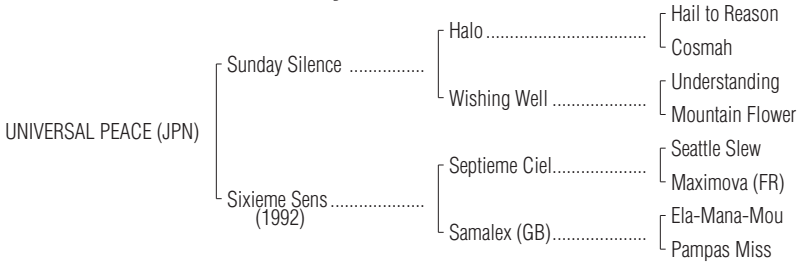 Hail to Reason
Halo ................................
Cosmah
Sunday Silence ................
Understanding
Wishing Well ...................
Mountain Flower
UNIVERSAL PEACE (JPN)
Seattle Slew
Septieme Ciel...................
Maximova (FR)
Sixieme Sens ...................
(1992)
Ela-Mana-Mou
Samalex (GB)...................
Pampas Miss